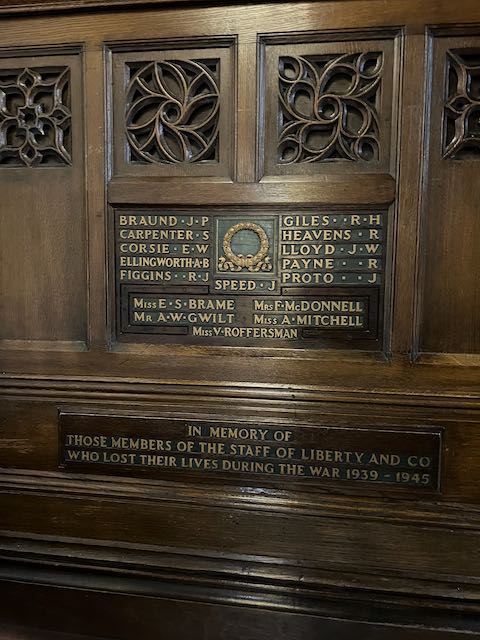 BRAUND·J·P
CARPENTER·S
CORSIE·E·W
ELLINGWORTH·A·B
FIGGINS·R·J
GILES··R·H
HEAVENS·R
LLOYD·J·W
PAYNE··R
PROTO··J
SPEED·J
MISS E·S·BRAME
MR A·W·GWILT
MRS F·MCDONNELL
MISS A·MITCHELL
MISS V·ROFFERSMAN
IN MEMORY OF
THOSE MEMBERS OF THE STAFF OF LIBERTY AND CO
WHO LOST THEIR LIVES DURING THE WAR 1939-1945